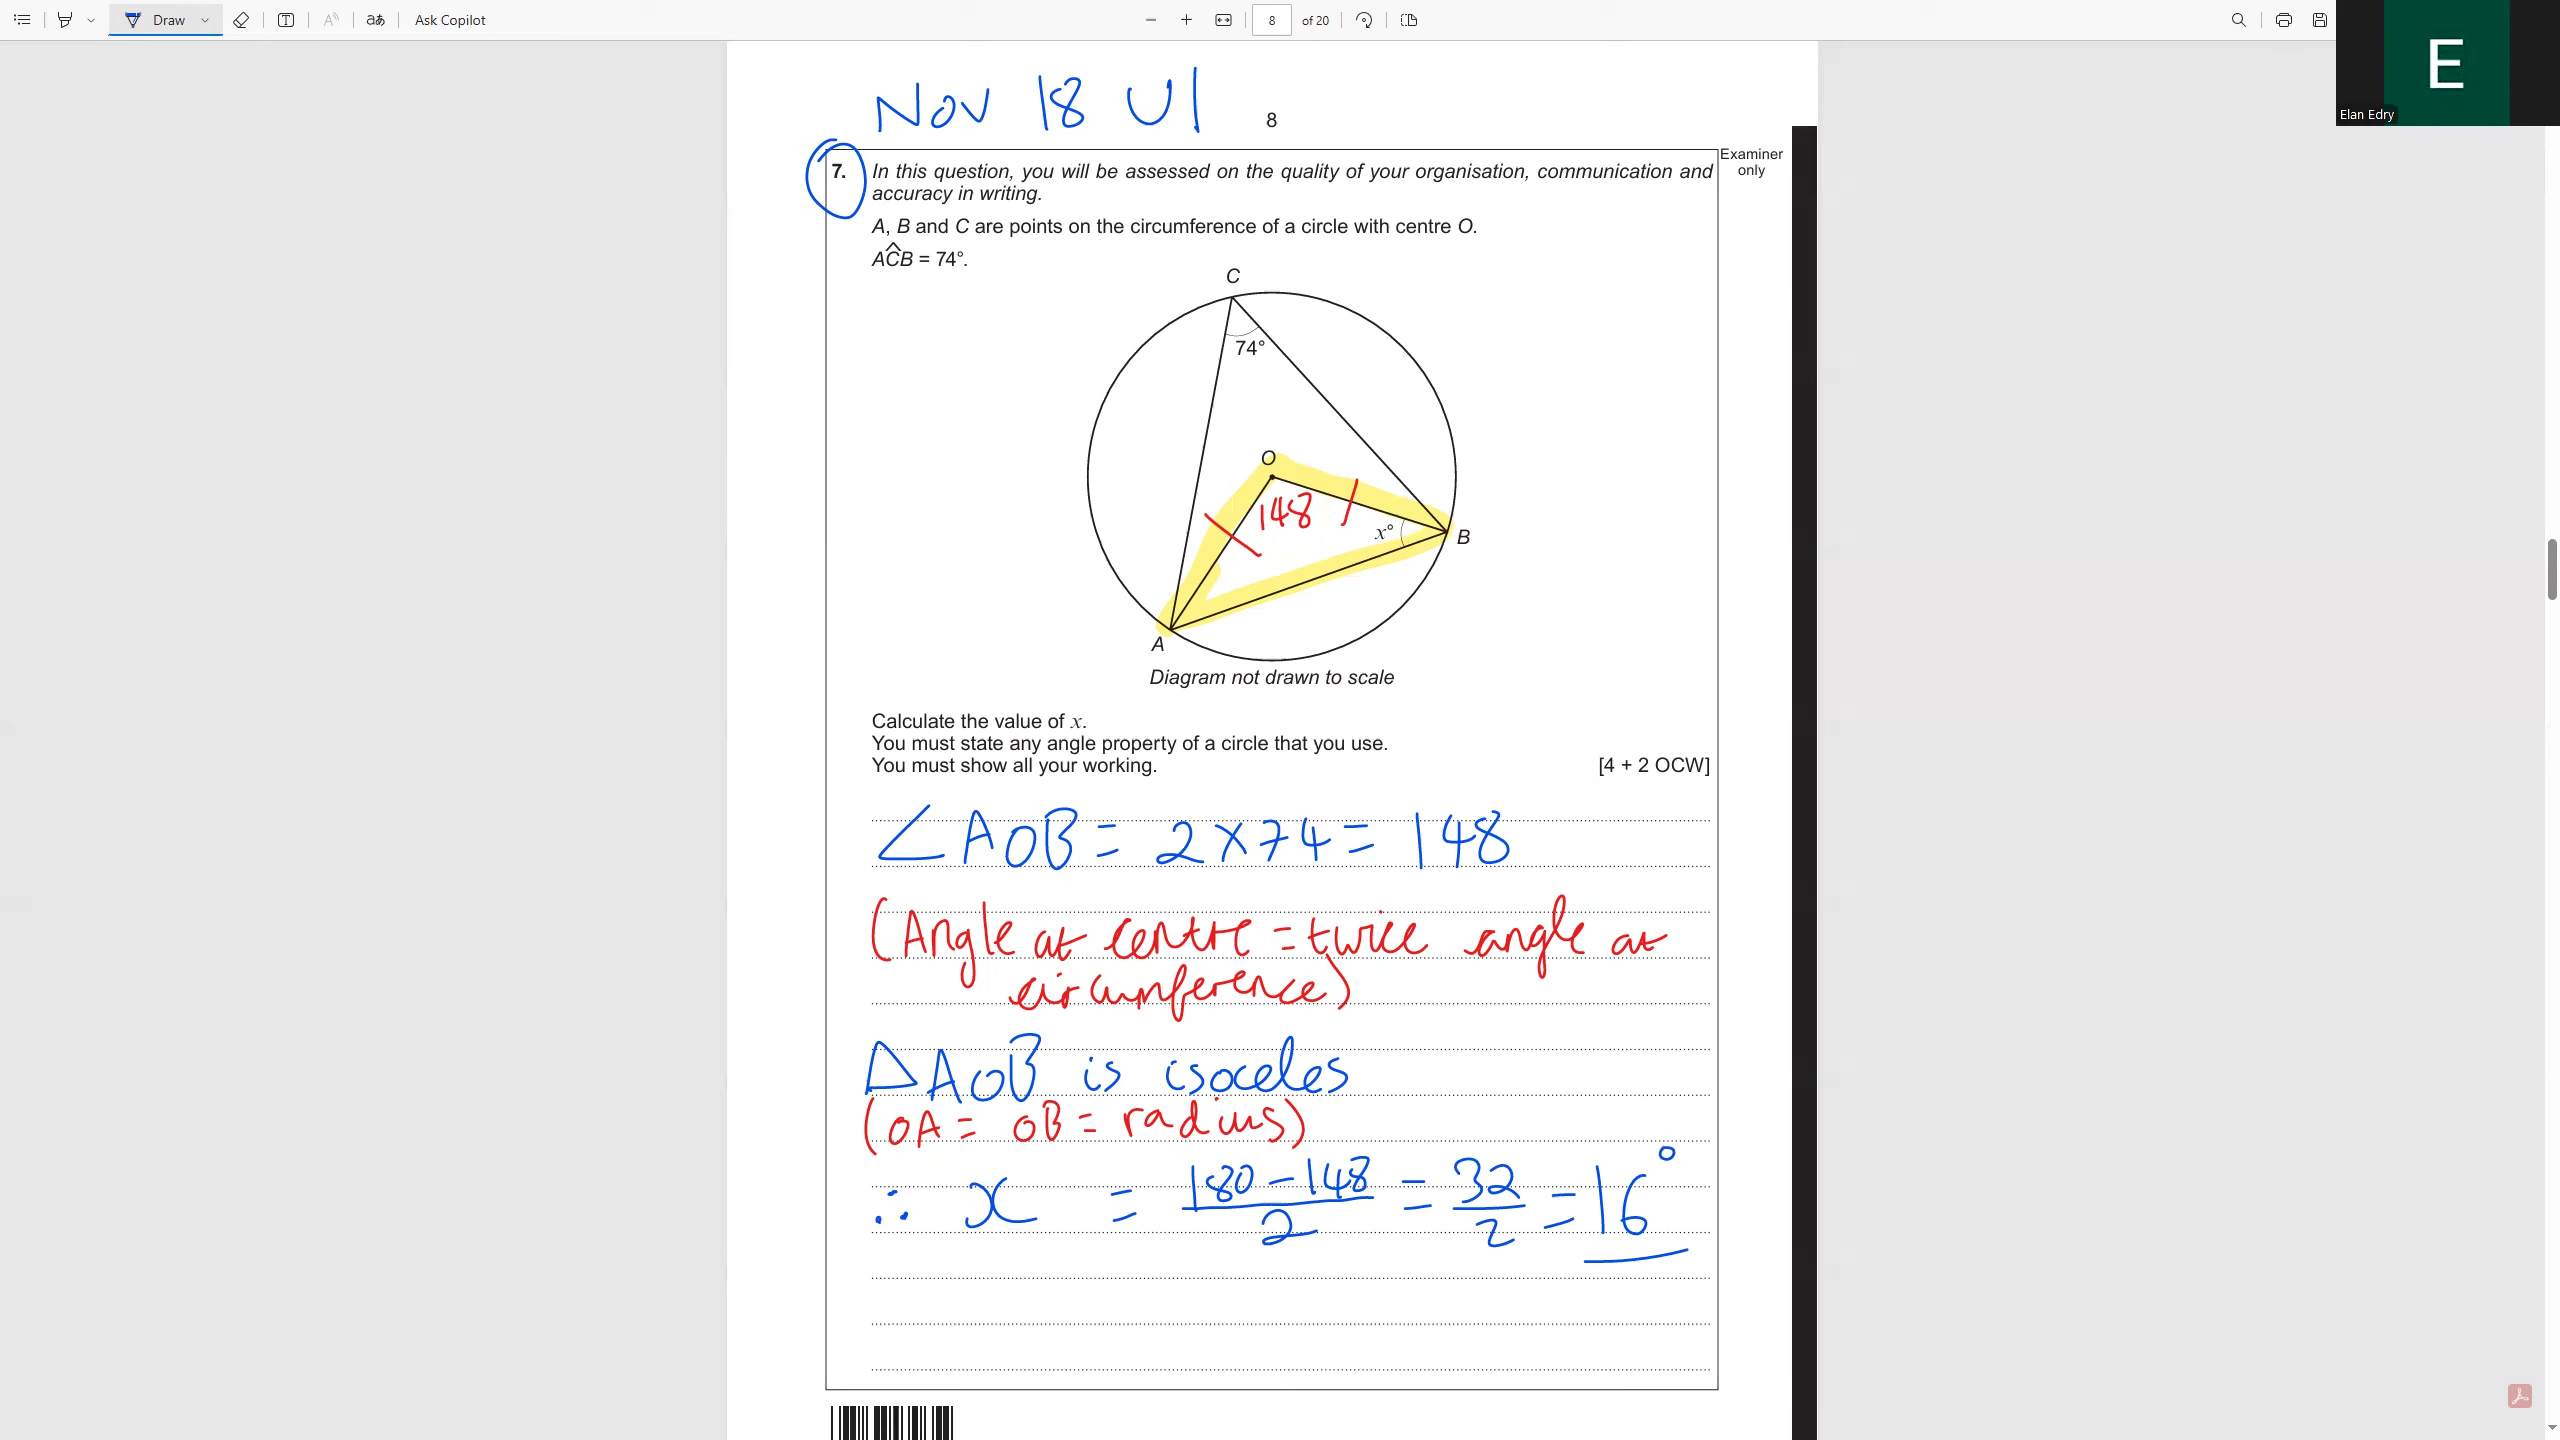 Draw
aあ
Ask Copilot
8
of 20
E
Elan Edry
Nov 18 U1
8
Examiner
only
7. In this question, you will be assessed on the quality of your organisation, communication and
accuracy in writing.
A, B and C are points on the circumference of a circle with centre O.
AĈB = 74°.
C
74°
O
148
x°
B
A
Diagram not drawn to scale
Calculate the value of x.
You must state any angle property of a circle that you use.
You must show all your working.
[4 + 2 OCW]
∠AOB = 2 × 74 = 148
(Angle at centre = twice angle at
circumference)
△AOB is isoceles
(OA = OB = radius)
∴ x = 180 - 148 / 2 = 32 / 2 = 16°